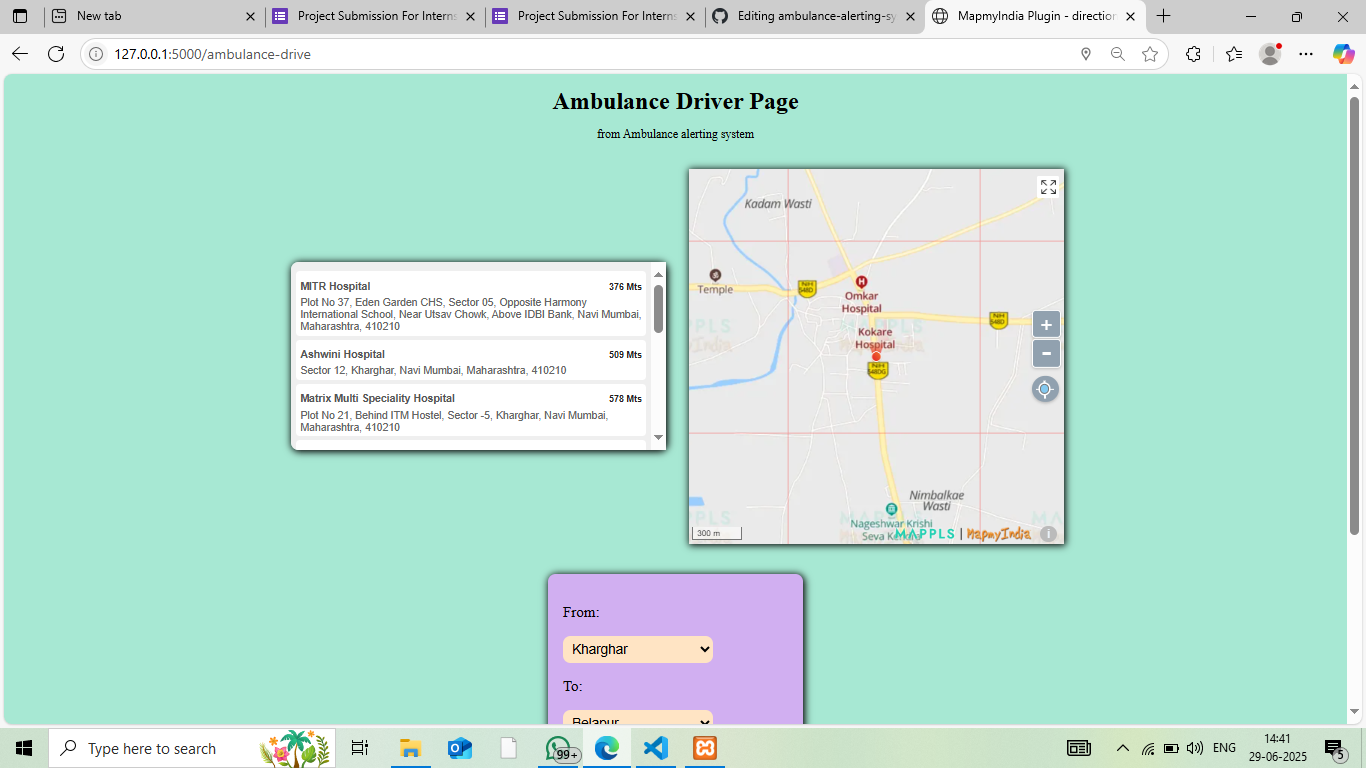 New tab
Project Submission For Interns
Project Submission For Interns
Editing ambulance-alerting-sy
MapmyIndia Plugin - direction
127.0.0.1:5000/ambulance-drive
Ambulance Driver Page
from Ambulance alerting system
MITR Hospital 376 Mts
Plot No 37, Eden Garden CHS, Sector 05, Opposite Harmony
International School, Near Utsav Chowk, Above IDBI Bank, Navi Mumbai,
Maharashtra, 410210
Ashwini Hospital 509 Mts
Sector 12, Kharghar, Navi Mumbai, Maharashtra, 410210
Matrix Multi Speciality Hospital 578 Mts
Plot No 21, Behind ITM Hostel, Sector -5, Kharghar, Navi Mumbai,
Maharashtra, 410210
Kadam Wasti
Temple
NH
548D
H
Omkar
Hospital
NH
548D
Kokare
Hospital
NH
548DG
+
-
Nimbalkae
Wasti
Nageshwar Krishi
Seva Kendra
300 m
MAPPLS | MapmyIndia
i
From:
Kharghar
To:
Belapur
Type here to search
99+
ENG
14:41
29-06-2025
5